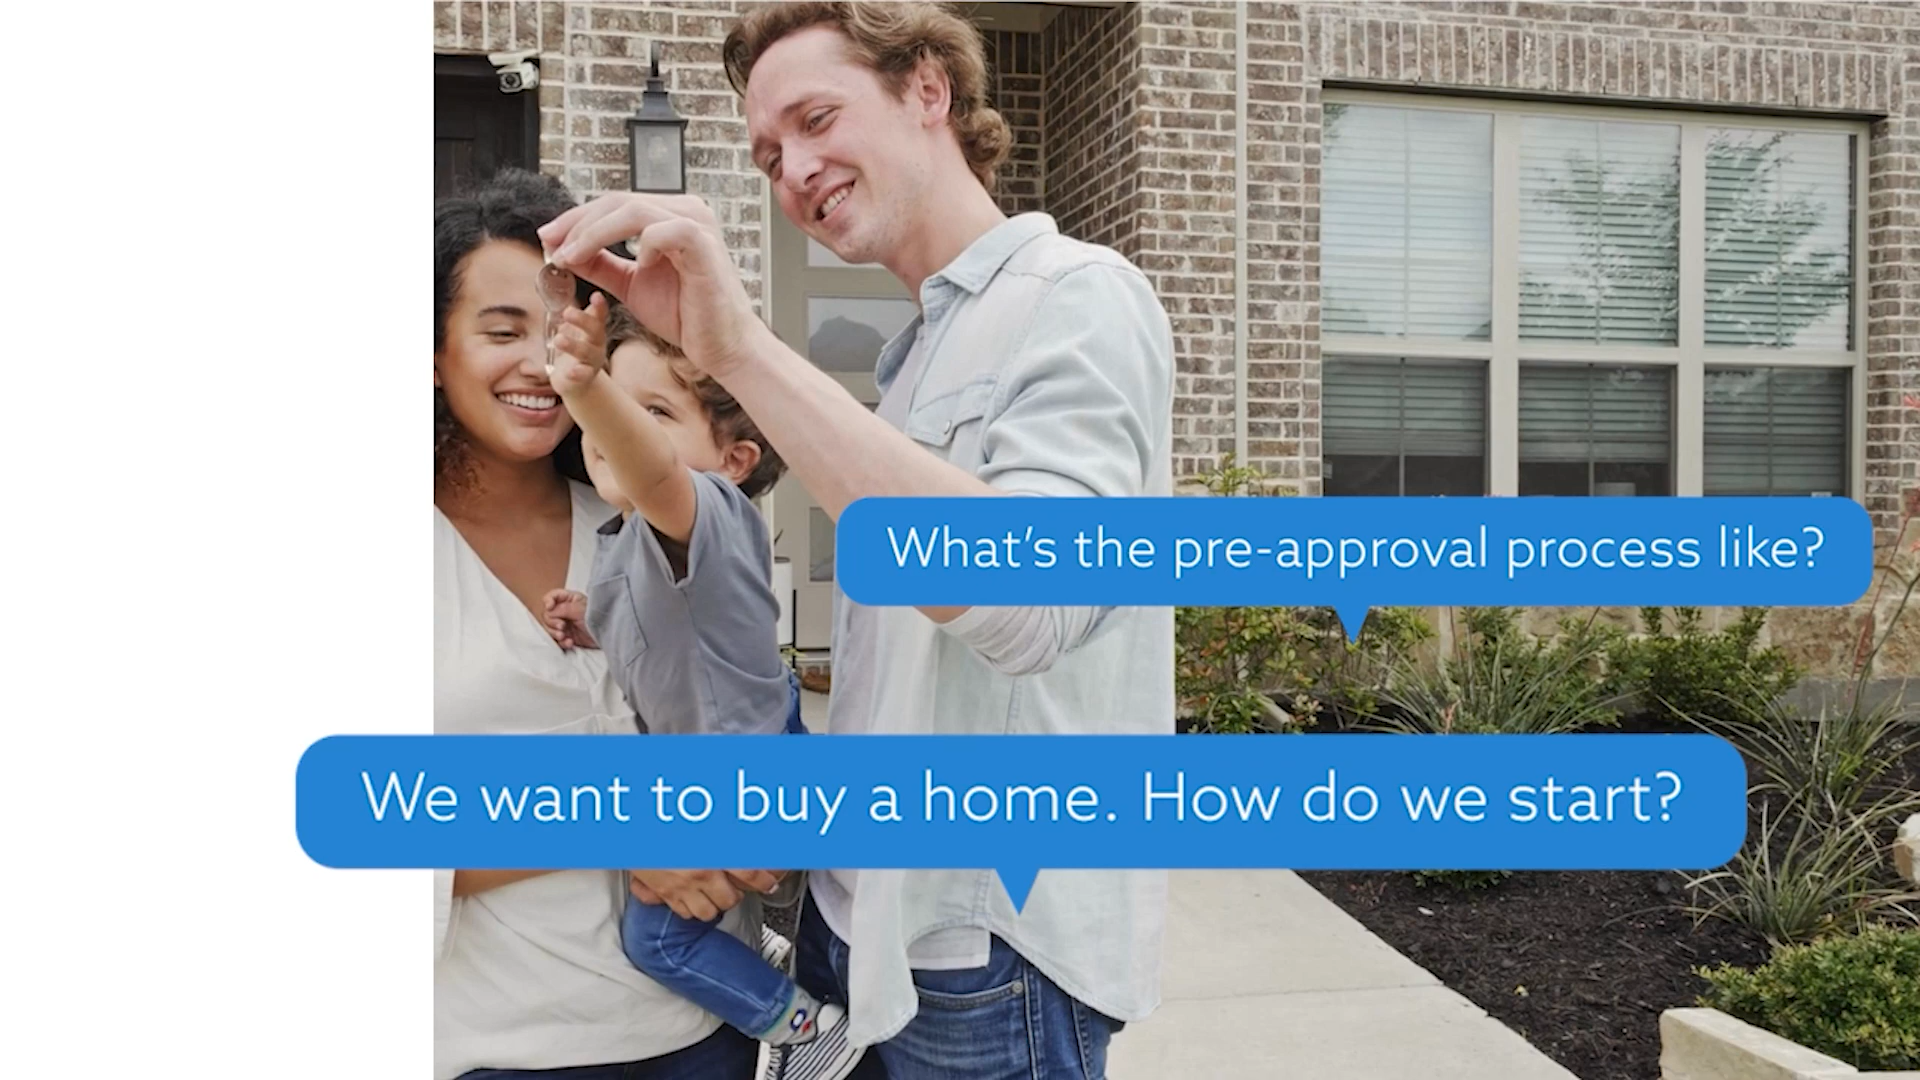 What's the pre-approval process like?
We want to buy a home. How do we start?